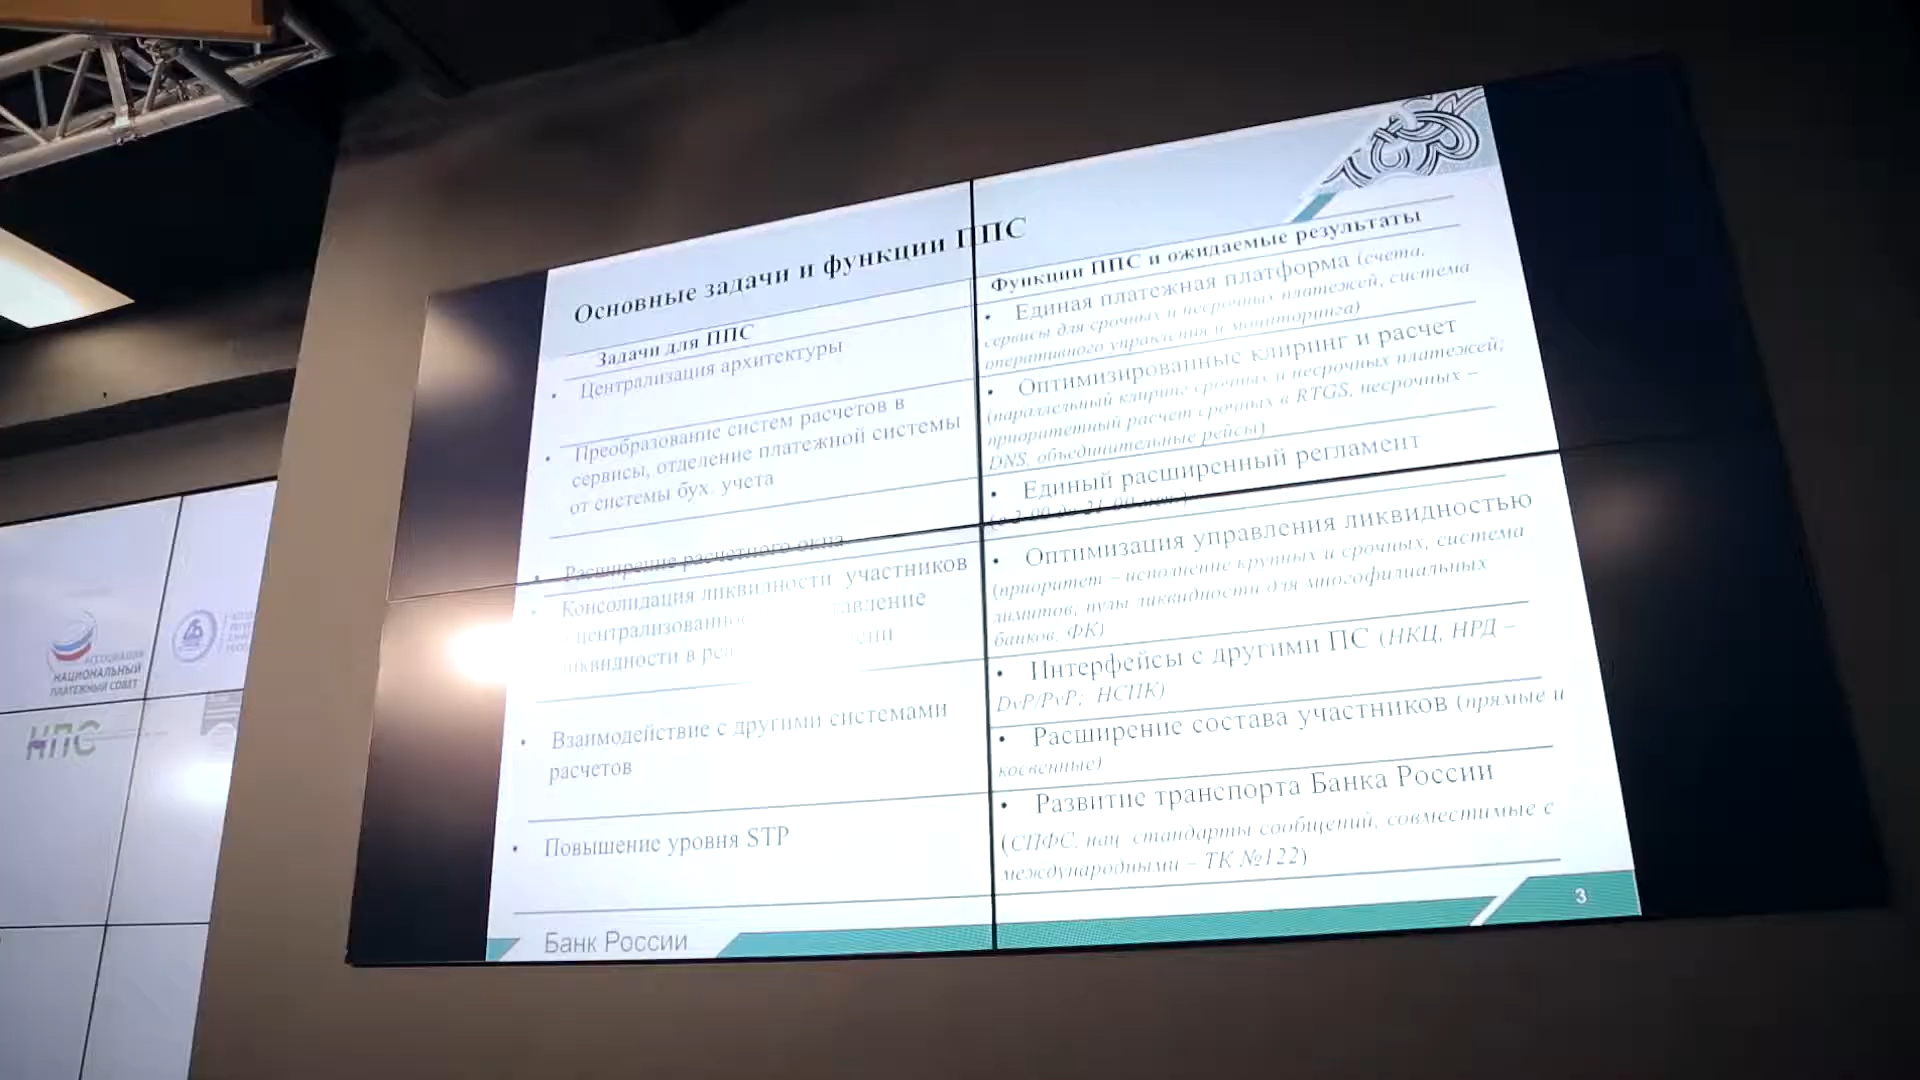 Основные задачи и функции ППС
Задачи для ППС
• Централизация архитектуры
• Преобразование систем расчетов в
сервисы, отделение платежной системы
от системы бух. учета
• Расширение расчетного окна
• Консолидация ликвидности участников
централизованно
ликвидности в
• Взаимодействие с другими системами
расчетов
• Повышение уровня STP
Функции ППС и ожидаемые результаты
• Единая платежная платформа (счета,
сервисы для срочных и несрочных платежей, система
оперативного управления и мониторинга)
• Оптимизированные клиринг и расчет
(параллельный клиринг срочных и несрочных платежей;
приоритетный расчет срочных в RTGS, несрочных –
DNS, объединительные рейсы)
• Единый расширенный регламент
• Оптимизация управления ликвидностью
(приоритет – исполнение крупных и срочных, система
лимитов, пулы ликвидности для многофилиальных
банков, ФК)
• Интерфейсы с другими ПС (НКЦ, НРД –
DvP/PvP; НСПК)
• Расширение состава участников (прямые и
косвенные)
• Развитие транспорта Банка России
(СПФС, нац. стандарты сообщений, совместимые с
международными – ТК №122)
Банк России
3
АССОЦИАЦИЯ
НАЦИОНАЛЬНЫЙ
ПЛАТЕЖНЫЙ СОВЕТ
НПС